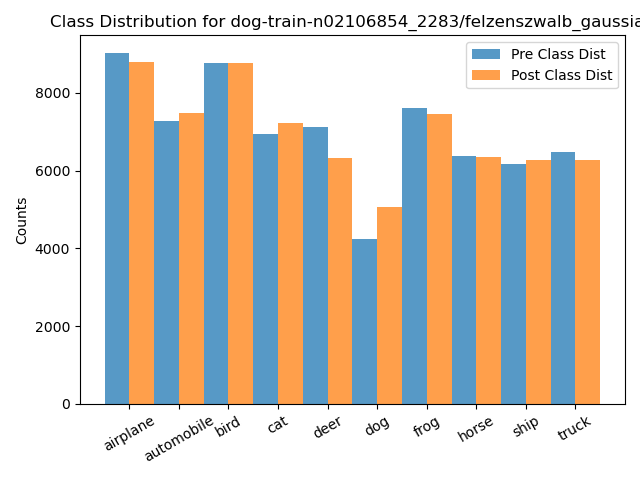 Class Distribution for dog-train-n02106854_2283/felzenszwalb_gaussia
Pre Class Dist
Post Class Dist
8000
6000
4000
2000
0
Counts
airplane
automobile
bird
cat
deer
dog
frog
horse
ship
truck